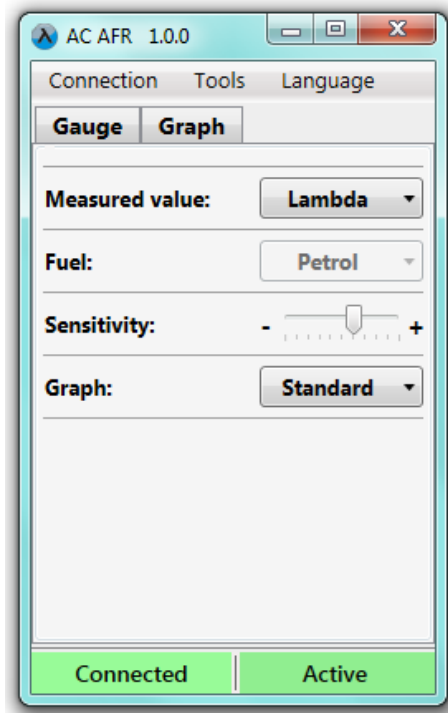 AC AFR 1.0.0
Connection Tools Language
Gauge Graph
Measured value: Lambda
Fuel: Petrol
Sensitivity: - +
Graph: Standard
Connected Active